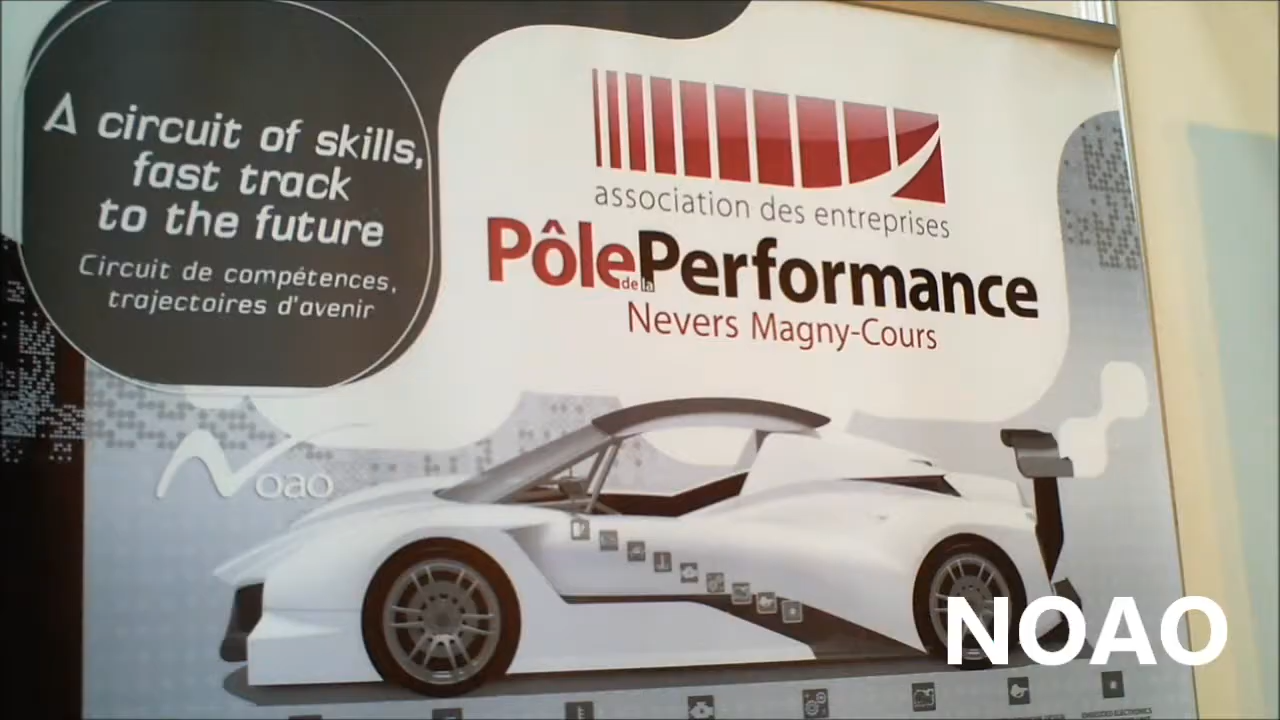 A circuit of skills,
fast track
to the future
Circuit de compétences,
trajectoires d'avenir
association des entreprises
Pôle de la Performance
Nevers Magny-Cours
Noao
NOAO